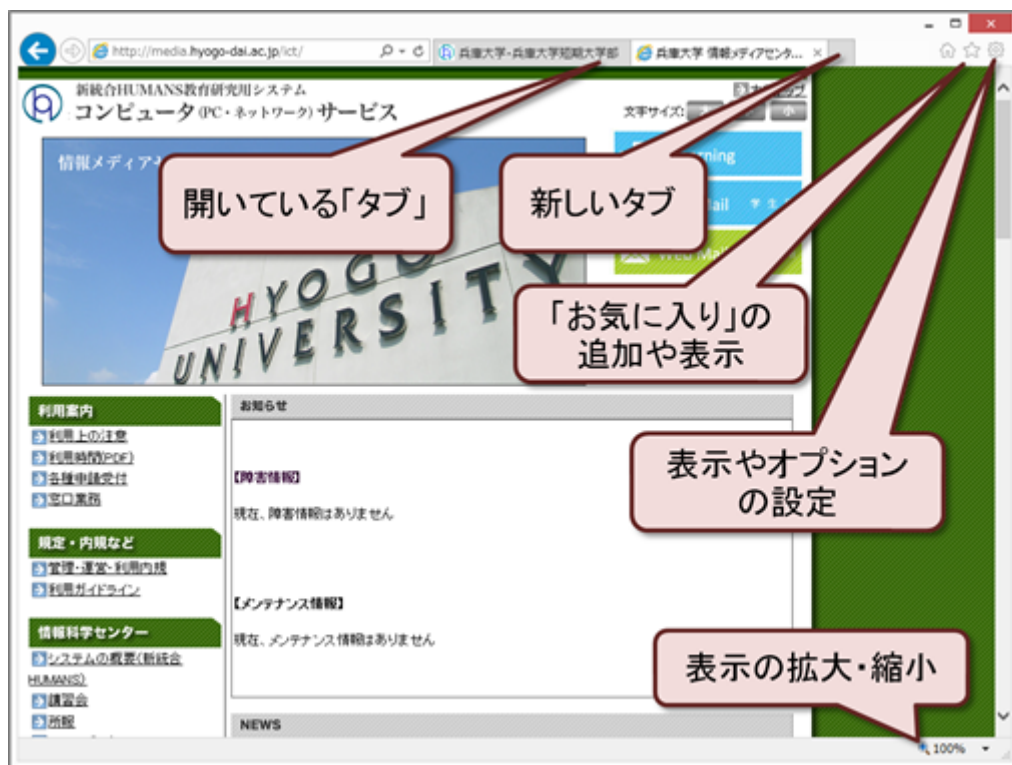 http://media.hyogo-dai.ac.jp/ict/
兵庫大学-兵庫大学短期大学部
兵庫大学 情報メディアセンタ...
新統合HUMANS教育研究用システム
コンピュータ(PC・ネットワーク)サービス
文字サイズ:
小
情報メディア
開いている「タブ」
新しいタブ
Web Mail
HYOGO
UNIVERSITY
「お気に入り」の
追加や表示
利用案内
利用上の注意
利用時間(PDF)
各種申請受付
窓口業務
お知らせ
【障害情報】
現在、障害情報はありません
表示やオプション
の設定
規定・内規など
管理・運営・利用内規
利用ガイドライン
【メンテナンス情報】
現在、メンテナンス情報はありません
情報科学センター
システムの概要(新統合
HUMANS)
講習会
所報
表示の拡大・縮小
NEWS
100%